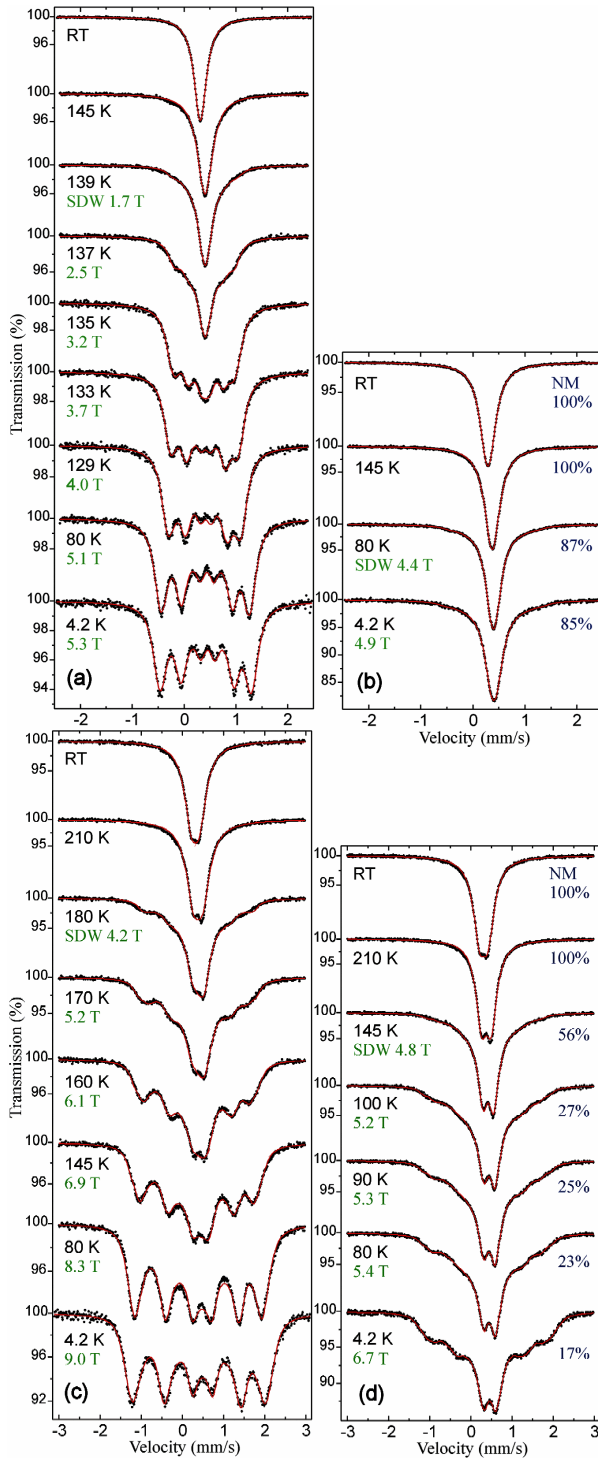 100
96
RT
100
96
145 K
100
96
139 K
SDW 1.7 T
100
96
137 K
2.5 T
100
98
135 K
3.2 T
100
98
133 K
3.7 T
100
98
129 K
4.0 T
100
98
80 K
5.1 T
100
98
96
94
4.2 K
5.3 T
(a)
-2 -1 0 1 2
Velocity (mm/s)
Transmission (%)
100
95
RT
NM
100%
100
95
145 K
100%
100
95
80 K
SDW 4.4 T
87%
100
95
90
85
4.2 K
4.9 T
85%
(b)
-2 -1 0 1 2
Velocity (mm/s)
100
95
RT
100
95
210 K
100
95
180 K
SDW 4.2 T
100
95
170 K
5.2 T
100
96
160 K
6.1 T
100
96
145 K
6.9 T
100
96
80 K
8.3 T
100
96
92
4.2 K
9.0 T
(c)
-3 -2 -1 0 1 2 3
Velocity (mm/s)
Transmission (%)
100
95
RT
NM
100%
100
95
210 K
100%
100
95
145 K
SDW 4.8 T
56%
100
95
100 K
5.2 T
27%
100
95
90 K
5.3 T
25%
100
95
80 K
5.4 T
23%
100
95
90
4.2 K
6.7 T
17%
(d)
-3 -2 -1 0 1 2 3
Velocity (mm/s)